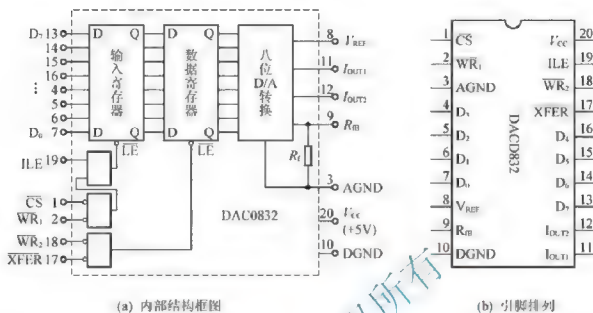 D₇ 13
14
15
16
4
5
6
D₀ 7
ILE 19
CS 1
WR₁ 2
WR₂ 18
XFER 17
D Q
输入寄存器
D Q
数据寄存器
LE
LE
八位D/A转换
8 V_REF
11 I_OUT1
12 I_OUT2
9 R_fB
R_f
3 AGND
20 V_CC
(+5V)
10 DGND
DAC0832
(a) 内部结构框图
1 CS
2 WR₁
3 AGND
4 D₃
5 D₂
6 D₁
7 D₀
8 V_REF
9 R_fB
10 DGND
DACD832
V_CC 20
ILE 19
WR₂ 18
XFER 17
D₄ 16
D₅ 15
D₆ 14
D₇ 13
I_OUT2 12
I_OUT1 11
(b) 引脚排列
所有